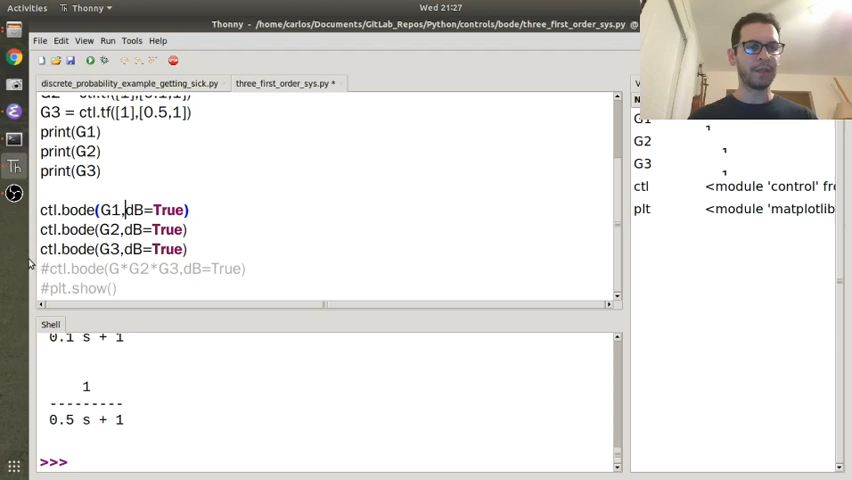 Activities Thonny Wed 21:27
Thonny - /home/carlos/Documents/GitLab_Repos/Python/controls/bode/three_first_order_sys.py @
File Edit View Run Tools Help
discrete_probability_example_getting_sick.py three_first_order_sys.py *
G3 = ctl.tf([1],[0.5,1])
print(G1)
print(G2)
print(G3)
ctl.bode(G1,dB=True)
ctl.bode(G2,dB=True)
ctl.bode(G3,dB=True)
#ctl.bode(G*G2*G3,dB=True)
#plt.show()
Shell
0.1 s + 1
1
---------
0.5 s + 1
>>>
G1
G2 1
G3 1
ctl <module 'control' fro
plt <module 'matplotlib